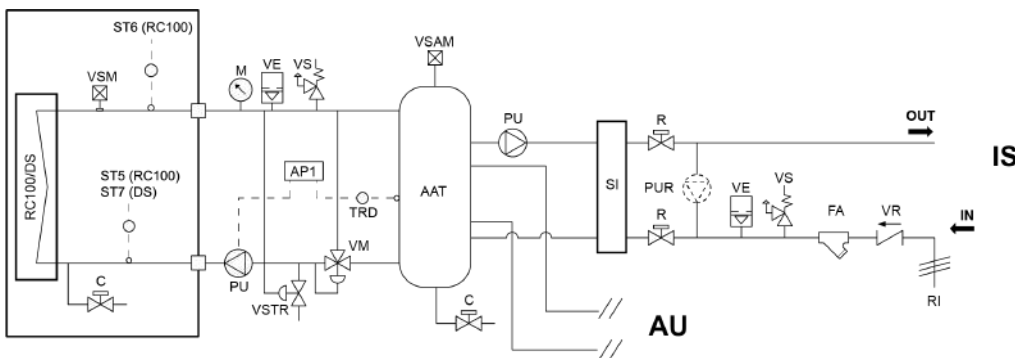 ST6 (RC100)
VSM
M
VE
VS
VSAM
PU
R
OUT
IS
ST5 (RC100)
ST7 (DS)
AP1
TRD
AAT
SI
PUR
VE
VS
RC100/DS
R
FA
VR
IN
C
PU
VM
VSTR
C
AU
RI